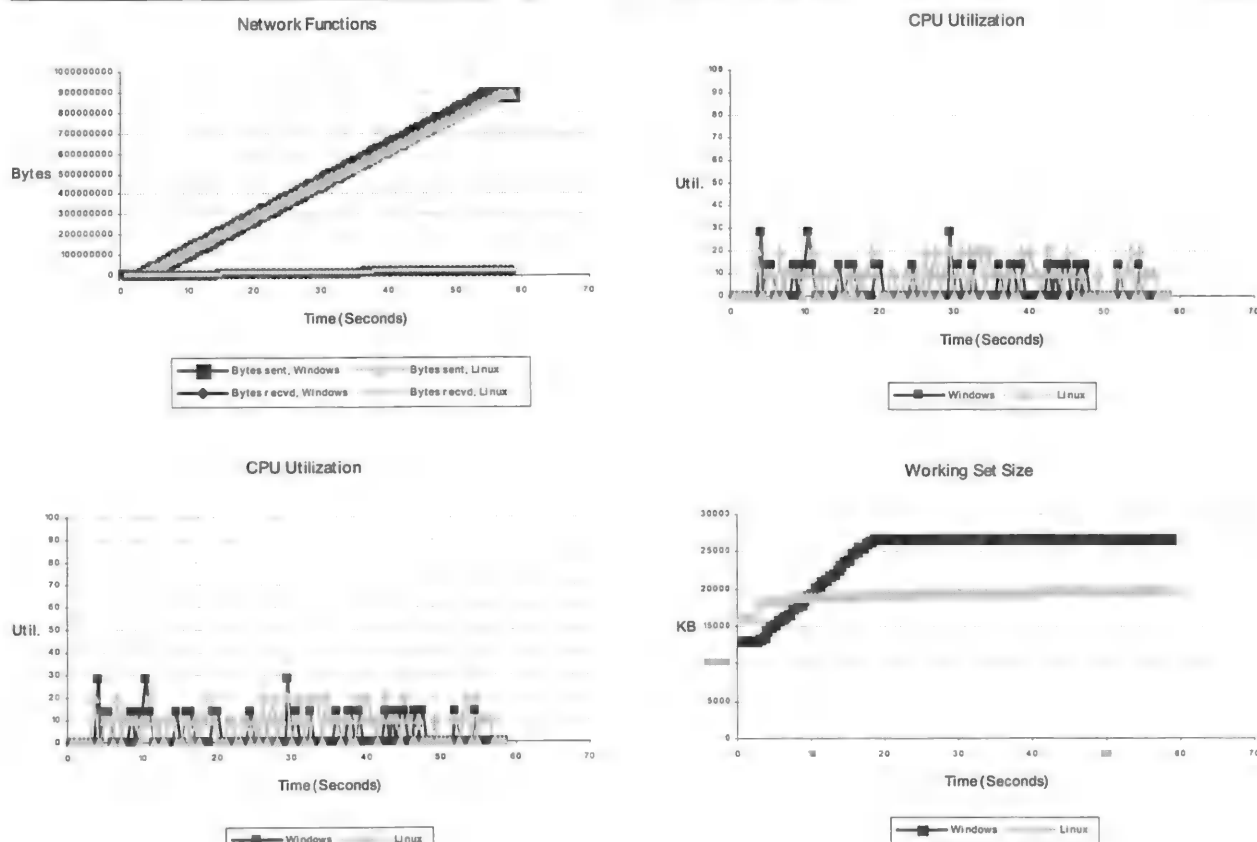 Network Functions
1000000000
900000000
800000000
700000000
600000000
Bytes 500000000
400000000
300000000
200000000
100000000
0
0 10 20 30 40 50 60 70
Time (Seconds)
Bytes sent, Windows Bytes sent, Linux
Bytes recvd, Windows Bytes recvd, Linux
CPU Utilization
100
90
80
70
60
Util. 50
40
30
20
10
0
0 10 20 30 40 50 60 70
Time (Seconds)
Windows Linux
CPU Utilization
100
90
80
70
60
Util. 50
40
30
20
10
0
0 10 20 30 40 50 60 70
Time (Seconds)
Windows Linux
Working Set Size
30000
25000
20000
KB 15000
5000
0
0 10 20 30 40 60
Time (Seconds)
Windows Linux